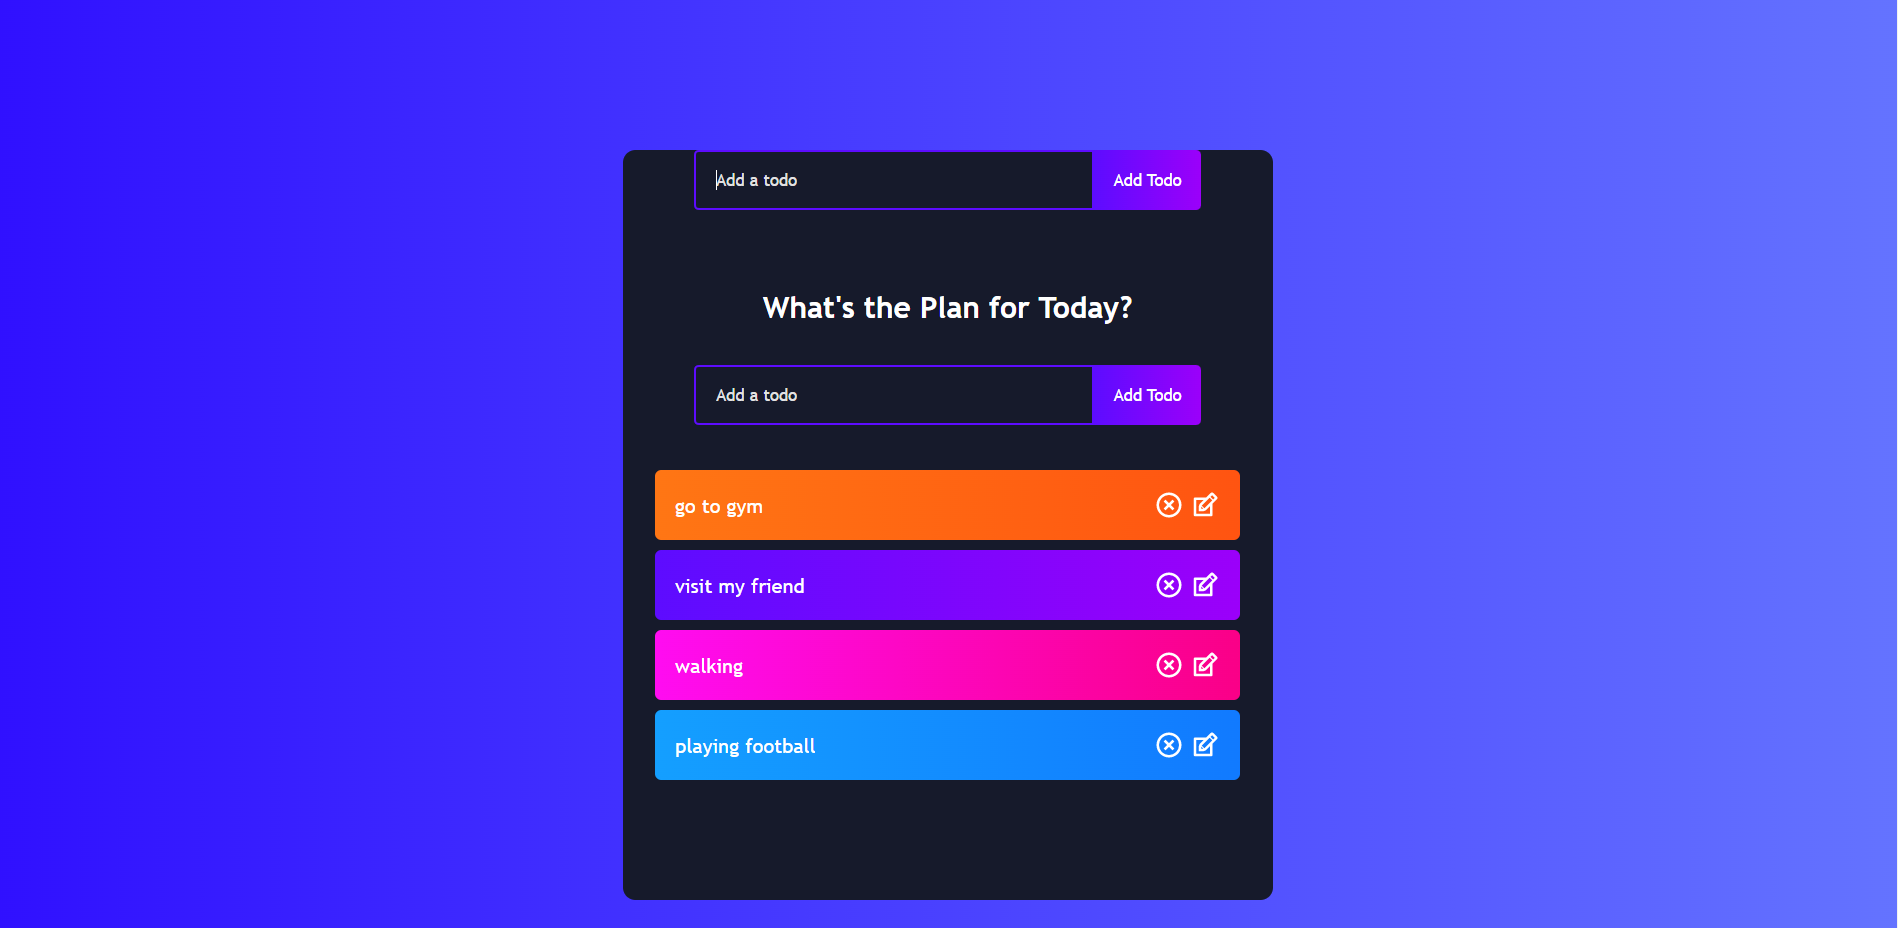 Add a todo Add Todo
What's the Plan for Today?
Add a todo Add Todo
go to gym
visit my friend
walking
playing football